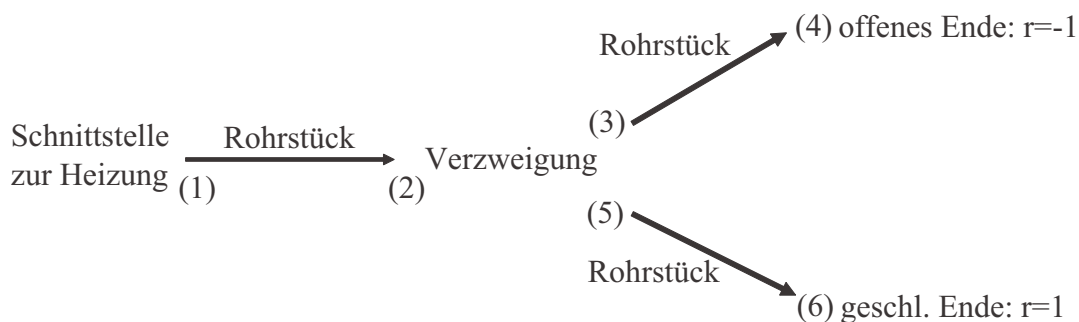 (4) offenes Ende: r=-1
Rohrstück
(3)
Schnittstelle
zur Heizung
(1)
Rohrstück
(2)
Verzweigung
(5)
Rohrstück
(6) geschl. Ende: r=1